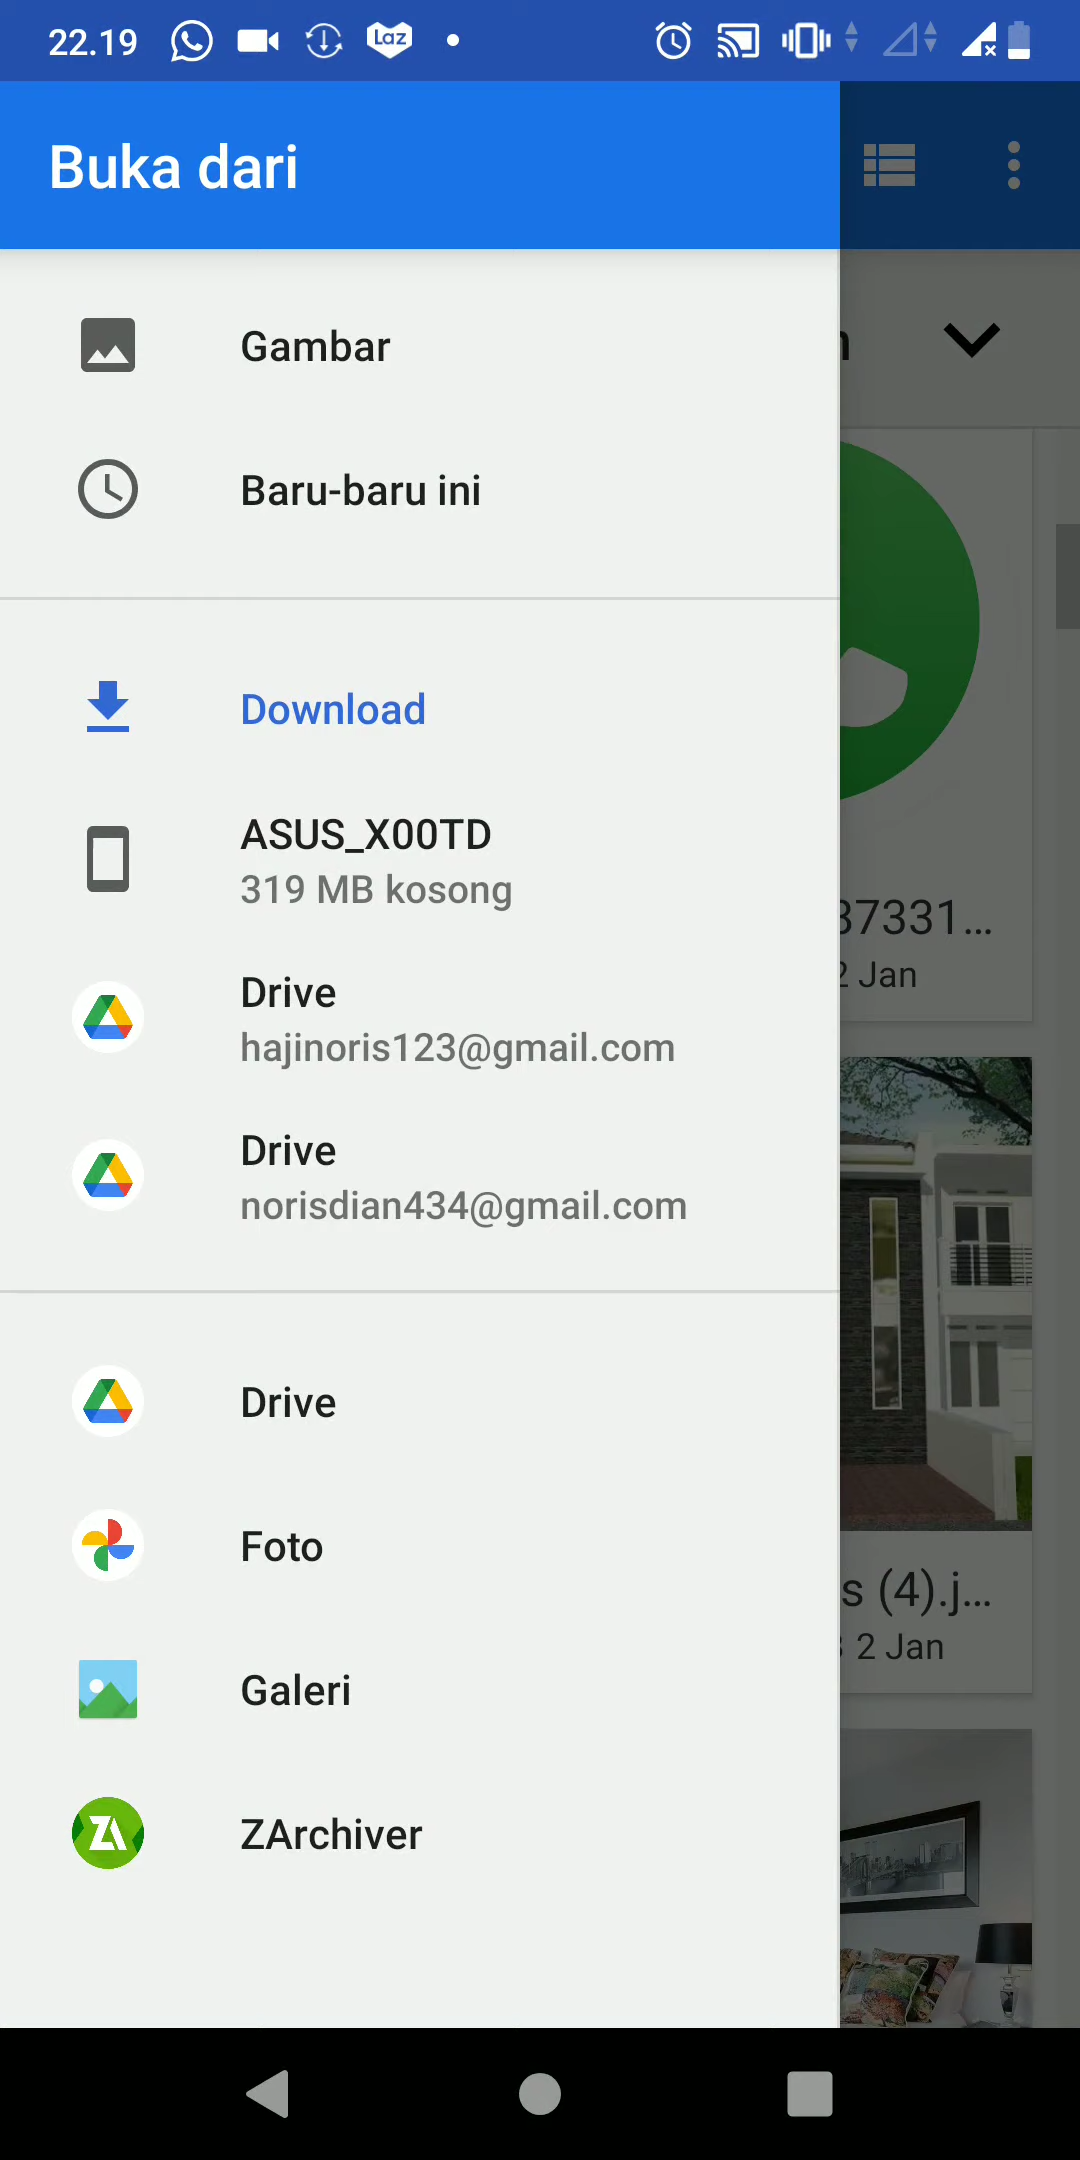 22.19
Laz
Buka dari
Gambar
Baru-baru ini
Download
ASUS_X00TD
319 MB kosong
Drive
hajinoris123@gmail.com
Drive
norisdian434@gmail.com
Drive
Foto
Galeri
ZArchiver
37331...
2 Jan
s (4).j...
2 Jan